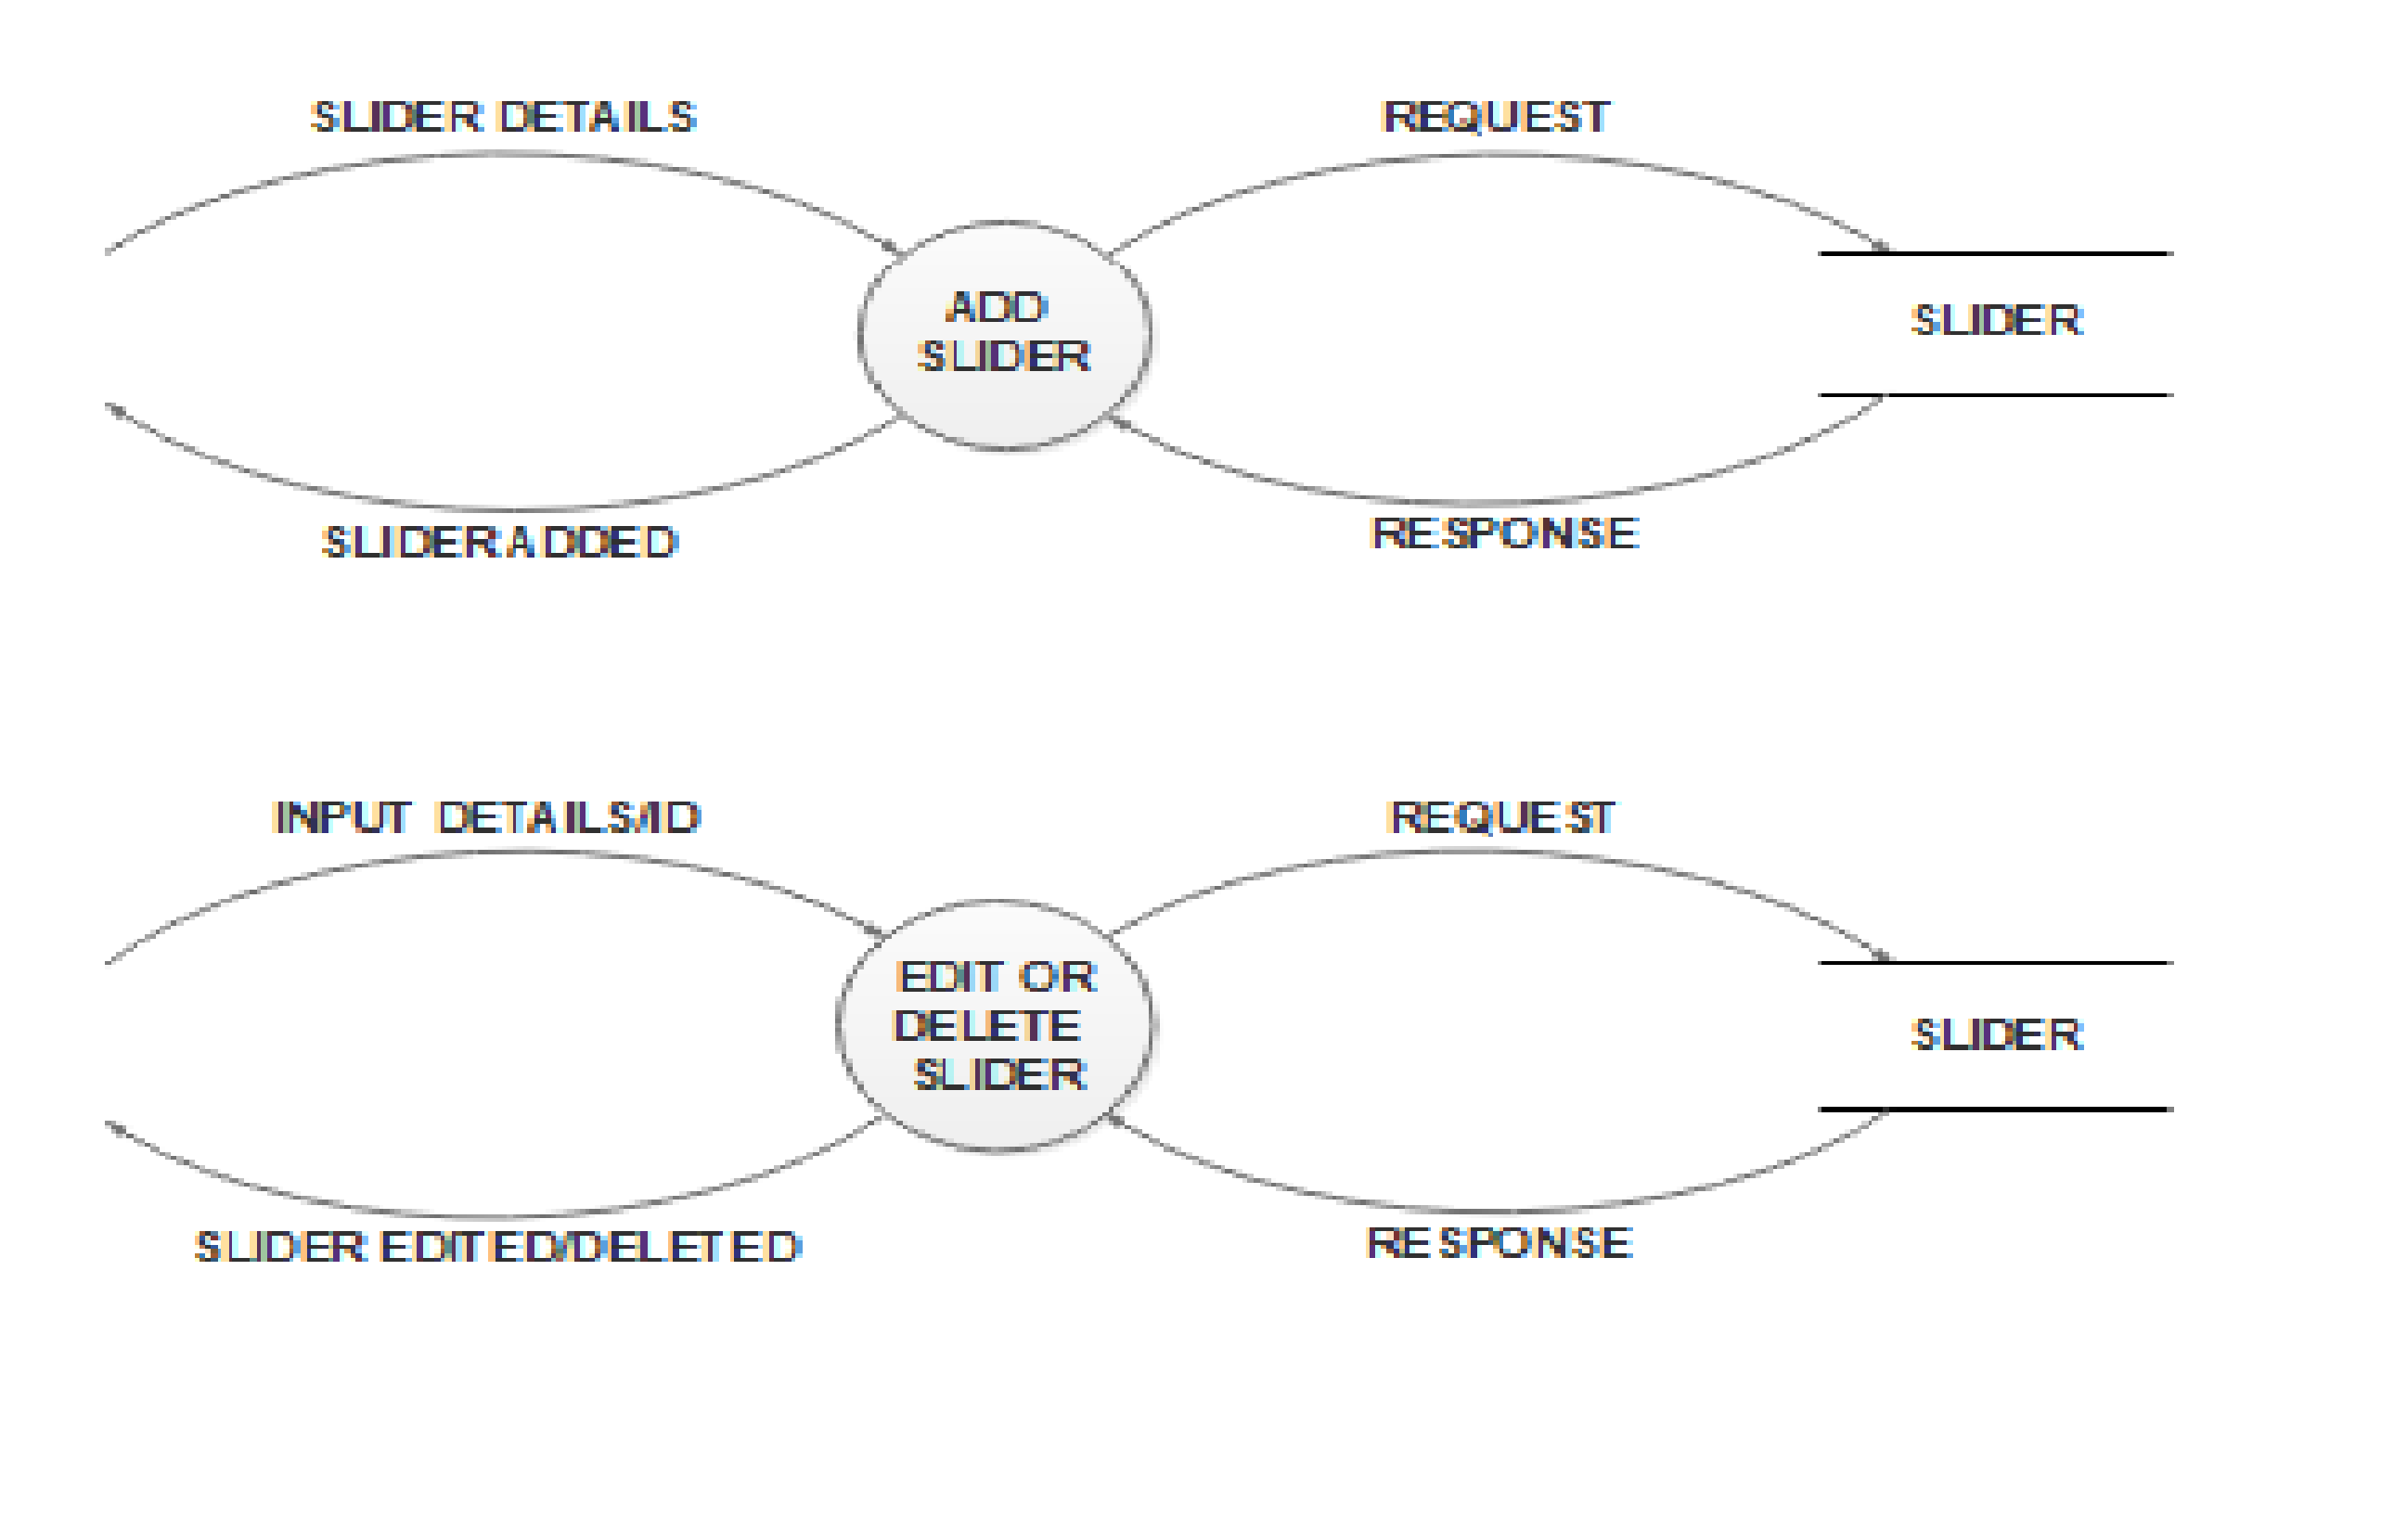 SLIDER DETAILS
REQUEST
ADD
SLIDER
SLIDER
SLIDER ADDED
RESPONSE
INPUT DETAILS/ID
REQUEST
EDIT OR
DELETE
SLIDER
SLIDER
SLIDER EDITED/DELETED
RESPONSE